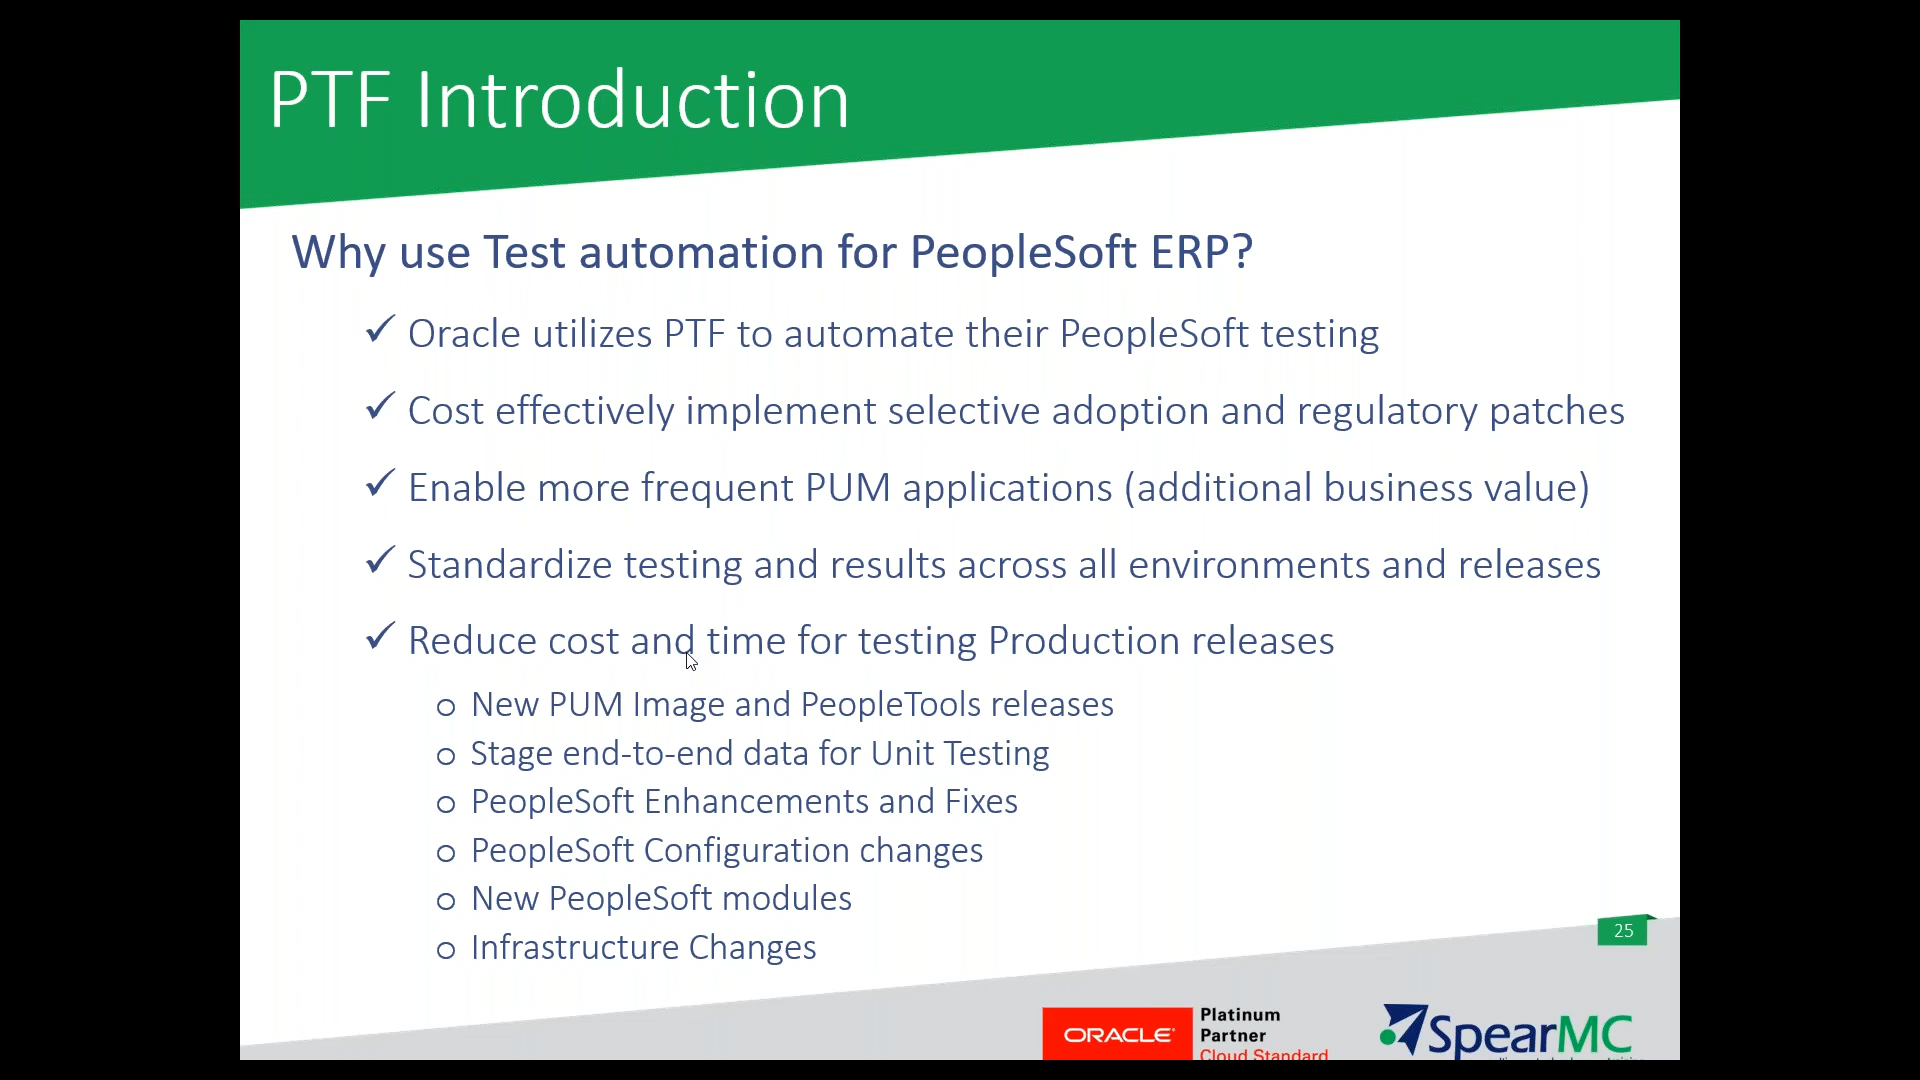 PTF Introduction
Why use Test automation for PeopleSoft ERP?
✓ Oracle utilizes PTF to automate their PeopleSoft testing
✓ Cost effectively implement selective adoption and regulatory patches
✓ Enable more frequent PUM applications (additional business value)
✓ Standardize testing and results across all environments and releases
✓ Reduce cost and time for testing Production releases
o New PUM Image and PeopleTools releases
o Stage end-to-end data for Unit Testing
o PeopleSoft Enhancements and Fixes
o PeopleSoft Configuration changes
o New PeopleSoft modules
o Infrastructure Changes
25
ORACLE
Platinum
Partner
Cloud Standard
SpearMC